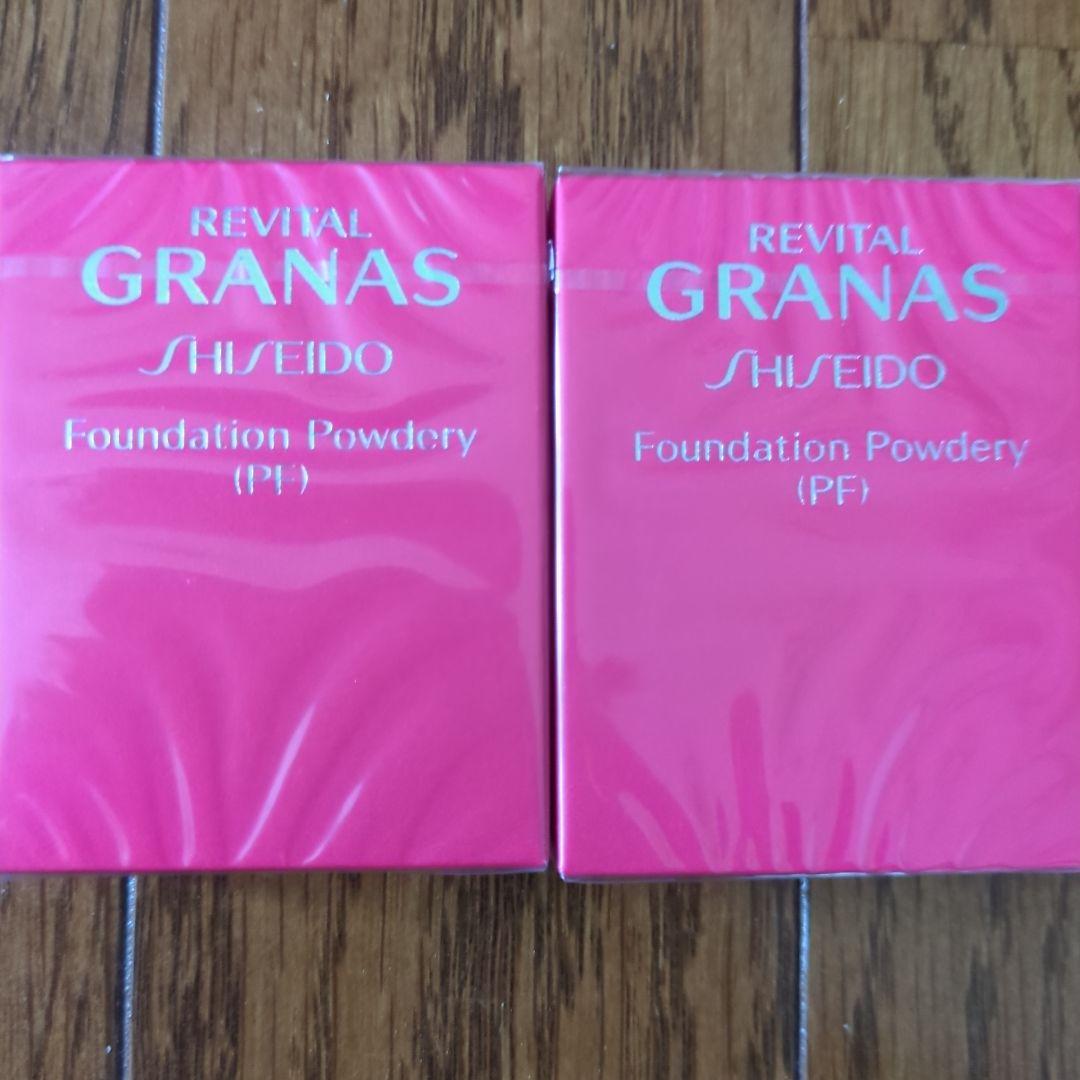 REVITAL
GRANAS
SHISEIDO
Foundation Powdery
(PF)
REVITAL
GRANAS
SHISEIDO
Foundation Powdery
(PF)